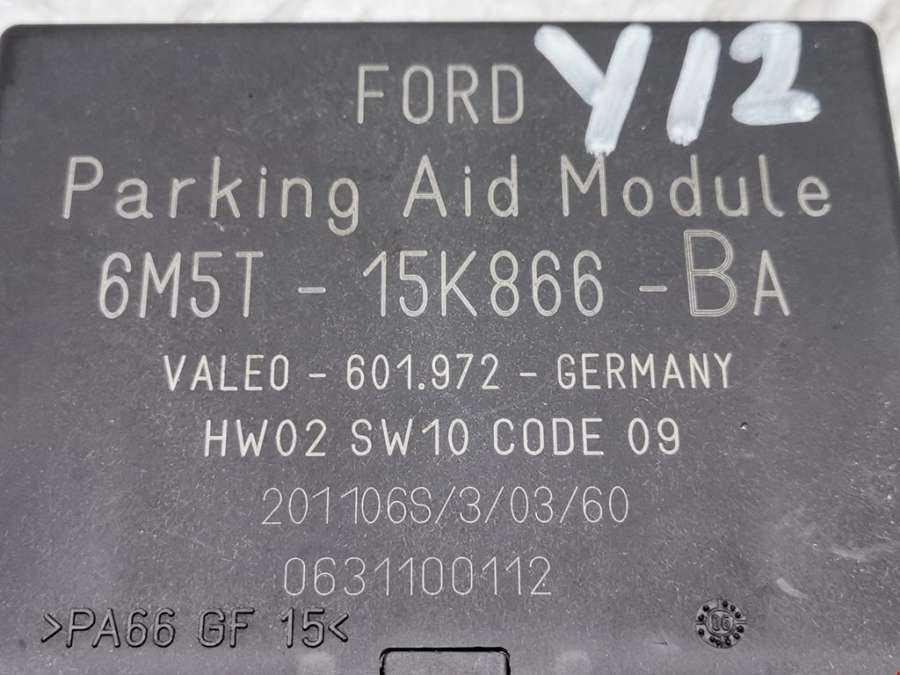 FORD Y12
Parking Aid Module
6M5T - 15K866 - BA
VALEO - 601.972 - GERMANY
HW02 SW10 CODE 09
201106S/3/03/60
0631100112
>PA66 GF 15<
06